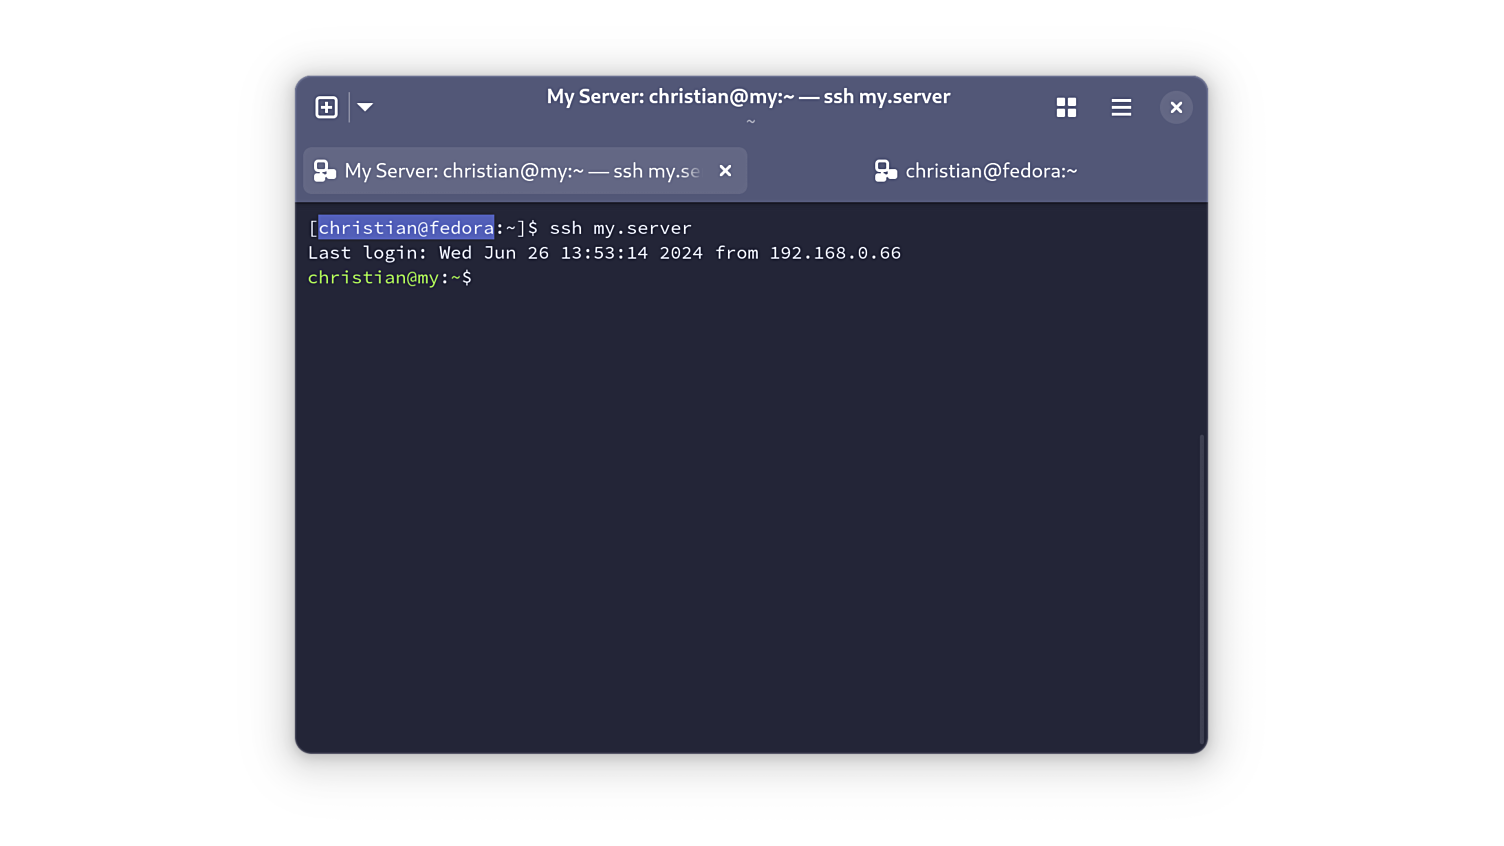 My Server: christian@my:~ — ssh my.server
~
My Server: christian@my:~ — ssh my.se
christian@fedora:~
[christian@fedora:~]$ ssh my.server
Last login: Wed Jun 26 13:53:14 2024 from 192.168.0.66
christian@my:~$